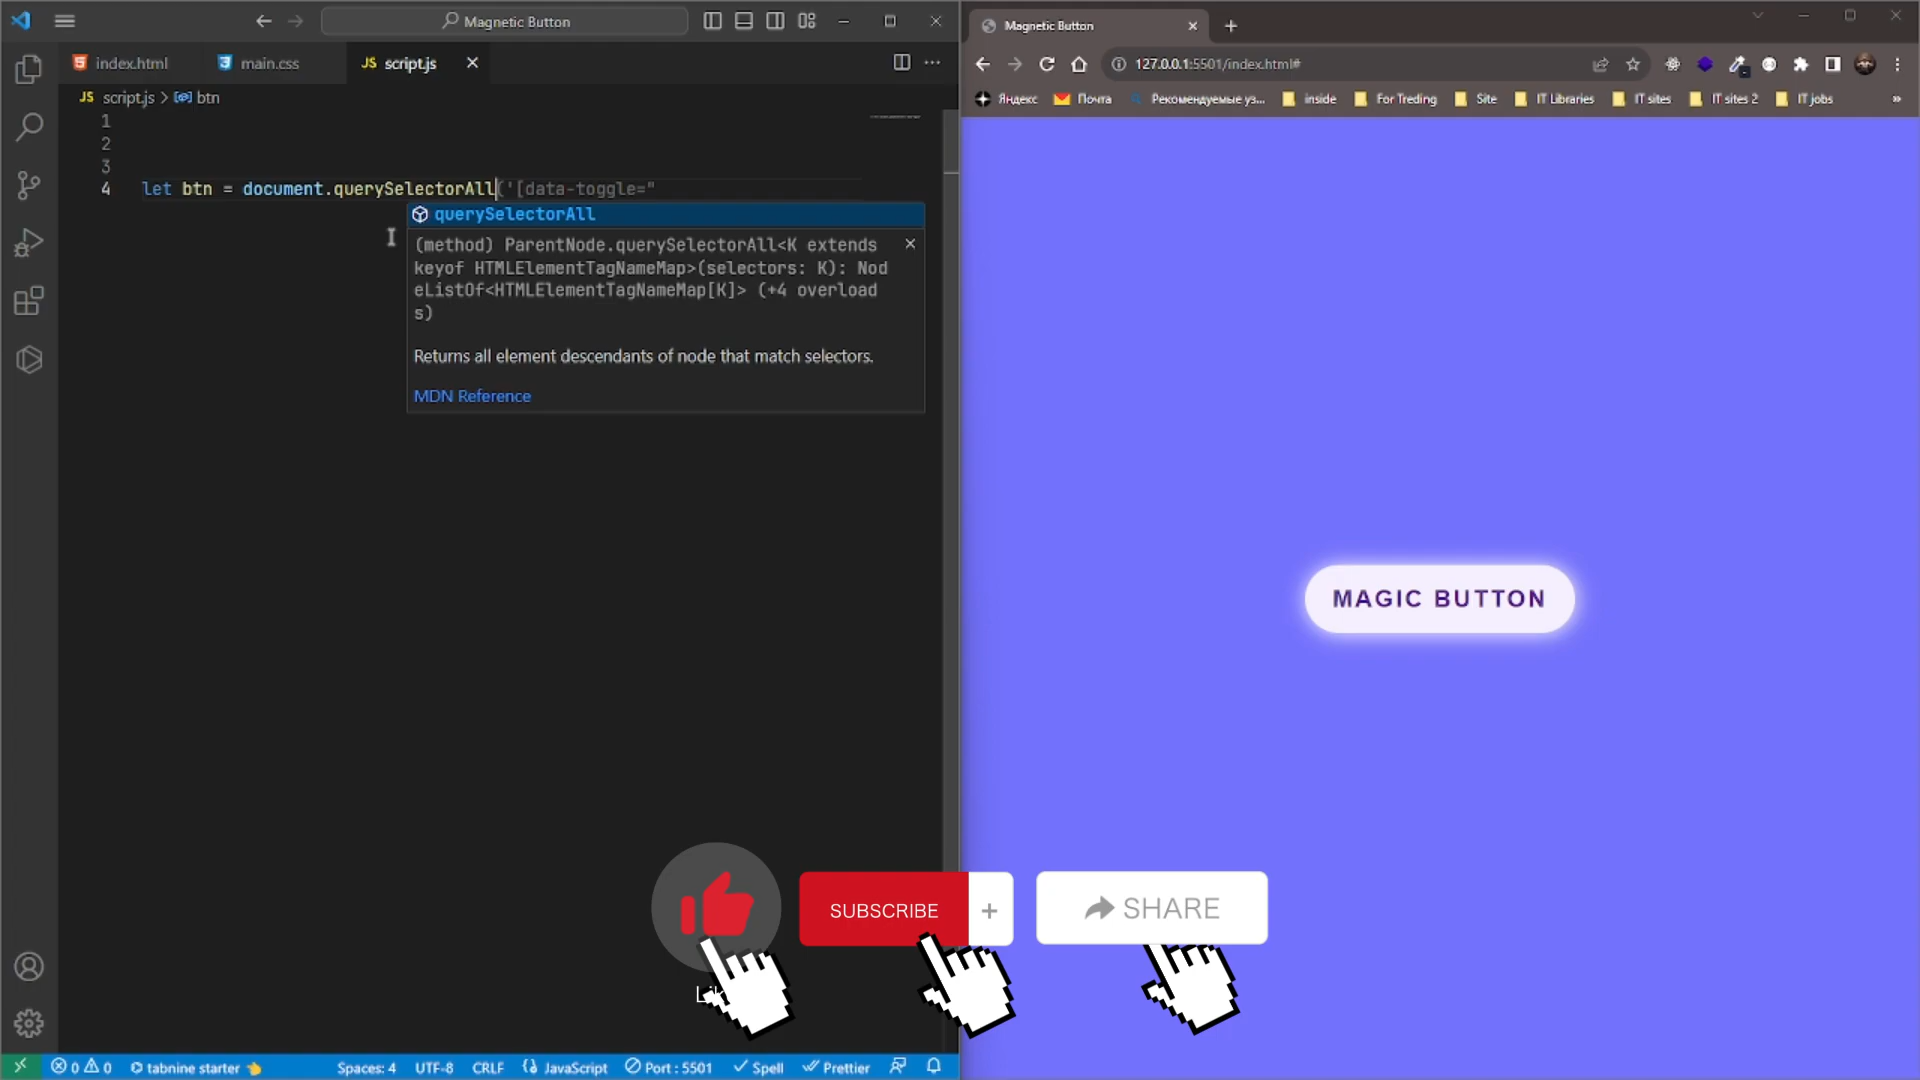 Magnetic Button
index.html
main.css
JS script.js
JS script.js > btn
1
2
3
4 let btn = document.querySelectorAll('[data-toggle="
querySelectorAll
(method) ParentNode.querySelectorAll<K extends
keyof HTMLElementTagNameMap>(selectors: K): Nod
eListOf<HTMLElementTagNameMap[K]> (+4 overload
s)
Returns all element descendants of node that match selectors.
MDN Reference
0 0 tabnine starter Spaces: 4 UTF-8 CRLF JavaScript Port : 5501 Spell Prettier
Magnetic Button
127.0.0.1:5501/index.html#
Яндекс Почта Рекомендуемые уз... inside For Treding Site IT Libraries IT sites IT sites 2 IT jobs »
MAGIC BUTTON
SUBSCRIBE +
SHARE